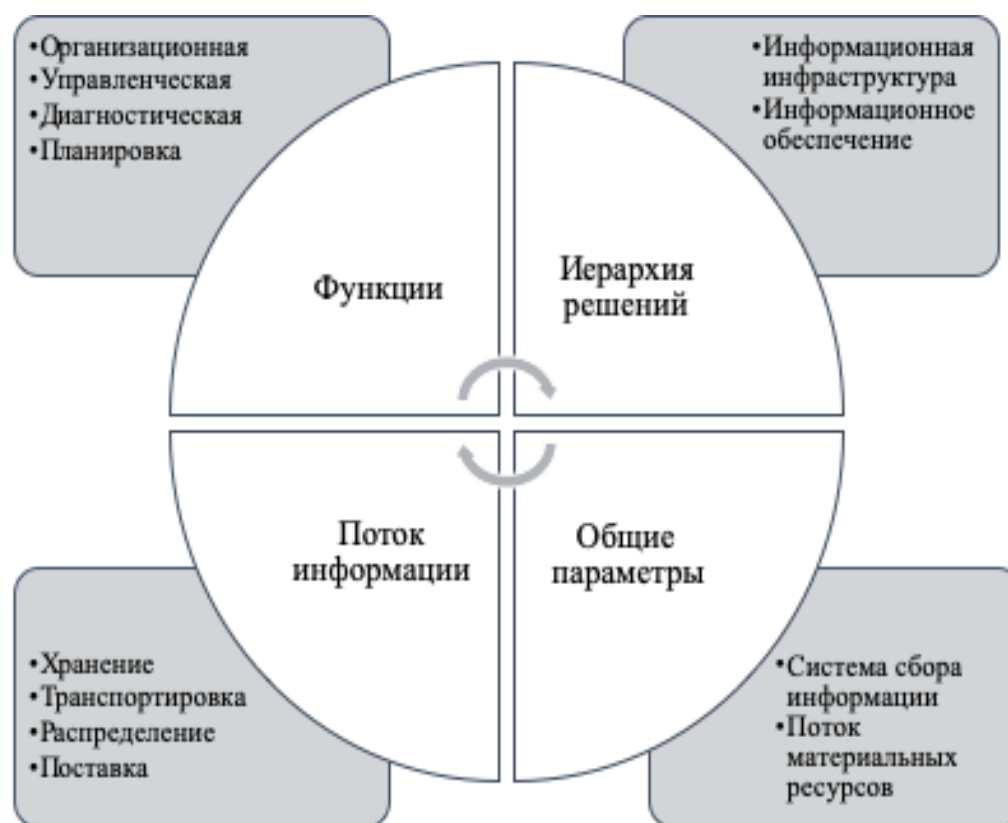 •Организационная
•Управленческая
•Диагностическая
•Планировка
•Информационная
инфраструктура
•Информационное
обеспечение
Функции
Иерархия
решений
Поток
информации
Общие
параметры
•Хранение
•Транспортировка
•Распределение
•Поставка
•Система сбора
информации
•Поток
материальных
ресурсов